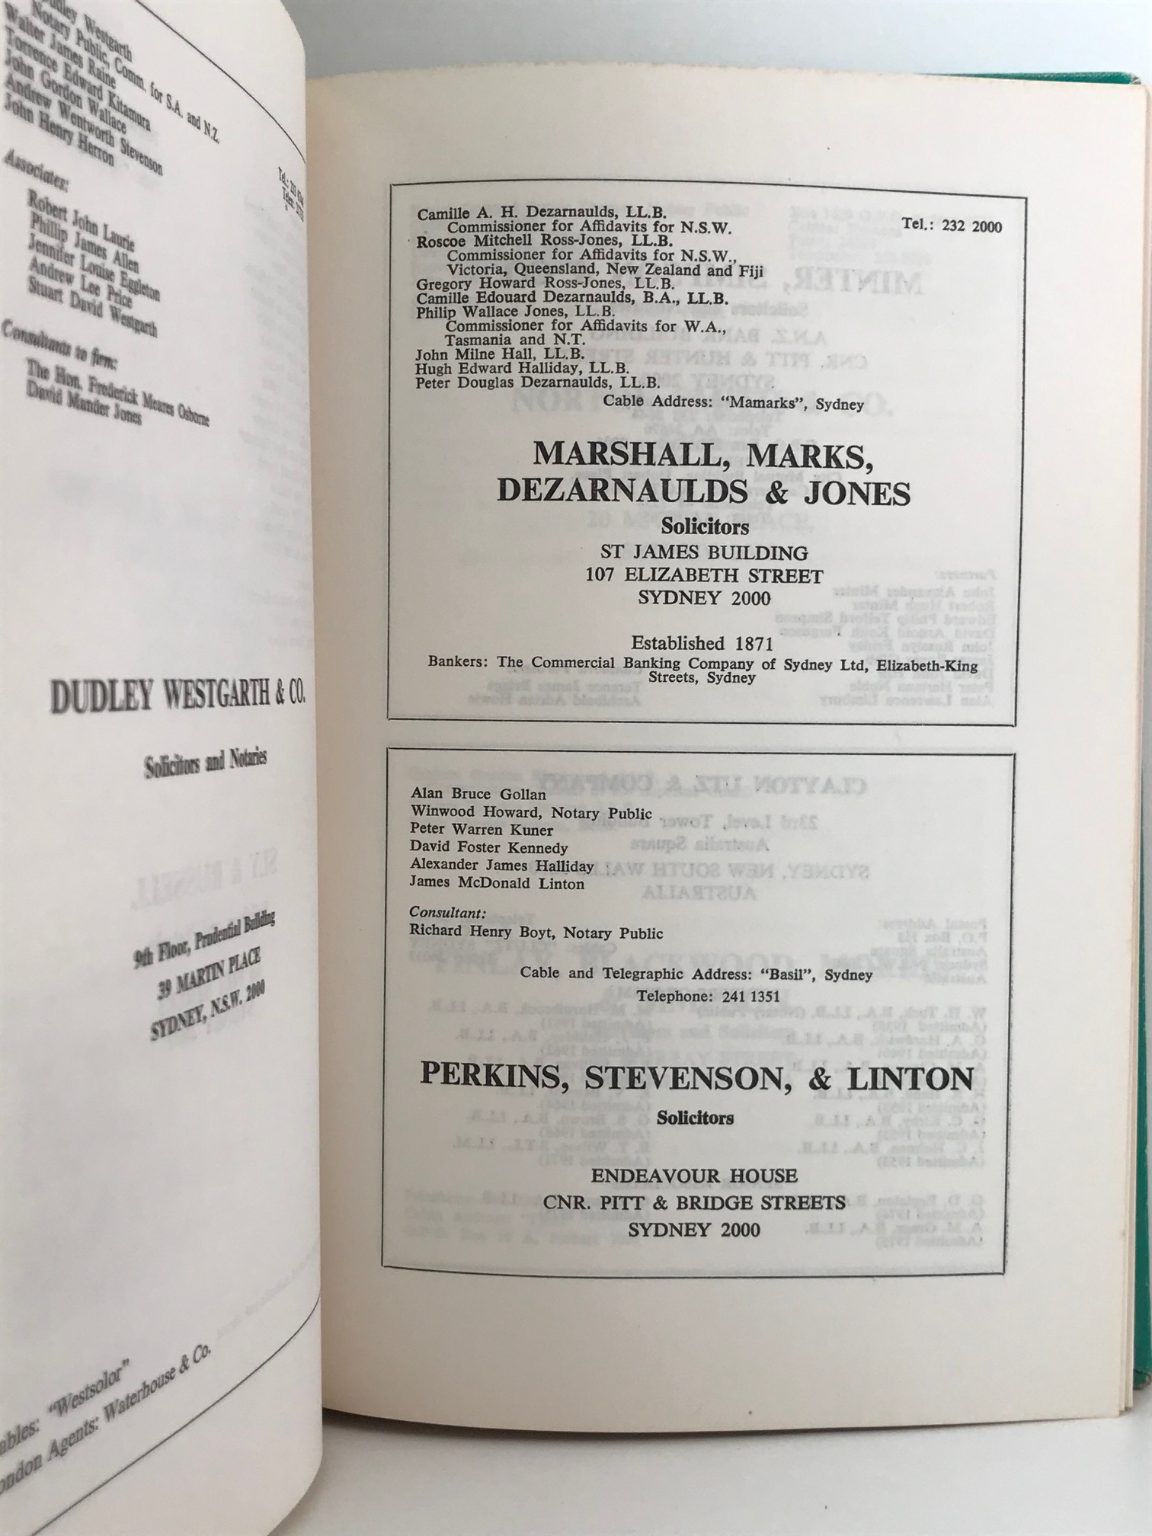 Westgarth
Notary Public, Comm. for S.A. and N.Z.
Walter James Raine
Torrence Edward Kitamura
John Gordon Wallace
Andrew Wentworth Stevenson
John Henry Herron
Associates:
Robert John Laurie
Phillip James Allen
Jennifer Louise Eggleton
Andrew Lee Price
Stuart David Westgarth
Consultants to firm:
The Hon. Frederick Meares Osborne
David Mander Jones
DUDLEY WESTGARTH & CO.
Solicitors and Notaries
9th Floor, Prudential Building
39 MARTIN PLACE
SYDNEY, N.S.W. 2000
"Westsolor"
Agents: Waterhouse & Co.
Camille A. H. Dezarnaulds, LL.B.
Commissioner for Affidavits for N.S.W.
Tel.: 232 2000
Roscoe Mitchell Ross-Jones, LL.B.
Commissioner for Affidavits for N.S.W.,
Victoria, Queensland, New Zealand and Fiji
Gregory Howard Ross-Jones, LL.B.
Camille Edouard Dezarnaulds, B.A., LL.B.
Philip Wallace Jones, LL.B.
Commissioner for Affidavits for W.A.,
Tasmania and N.T.
John Milne Hall, LL.B.
Hugh Edward Halliday, LL.B.
Peter Douglas Dezarnaulds, LL.B.
Cable Address: "Mamarks", Sydney
MARSHALL, MARKS,
DEZARNAULDS & JONES
Solicitors
ST JAMES BUILDING
107 ELIZABETH STREET
SYDNEY 2000
Established 1871
Bankers: The Commercial Banking Company of Sydney Ltd, Elizabeth-King
Streets, Sydney
Alan Bruce Gollan
Winwood Howard, Notary Public
Peter Warren Kuner
David Foster Kennedy
Alexander James Halliday
James McDonald Linton
Consultant:
Richard Henry Boyt, Notary Public
Cable and Telegraphic Address: "Basil", Sydney
Telephone: 241 1351
PERKINS, STEVENSON, & LINTON
Solicitors
ENDEAVOUR HOUSE
CNR. PITT & BRIDGE STREETS
SYDNEY 2000